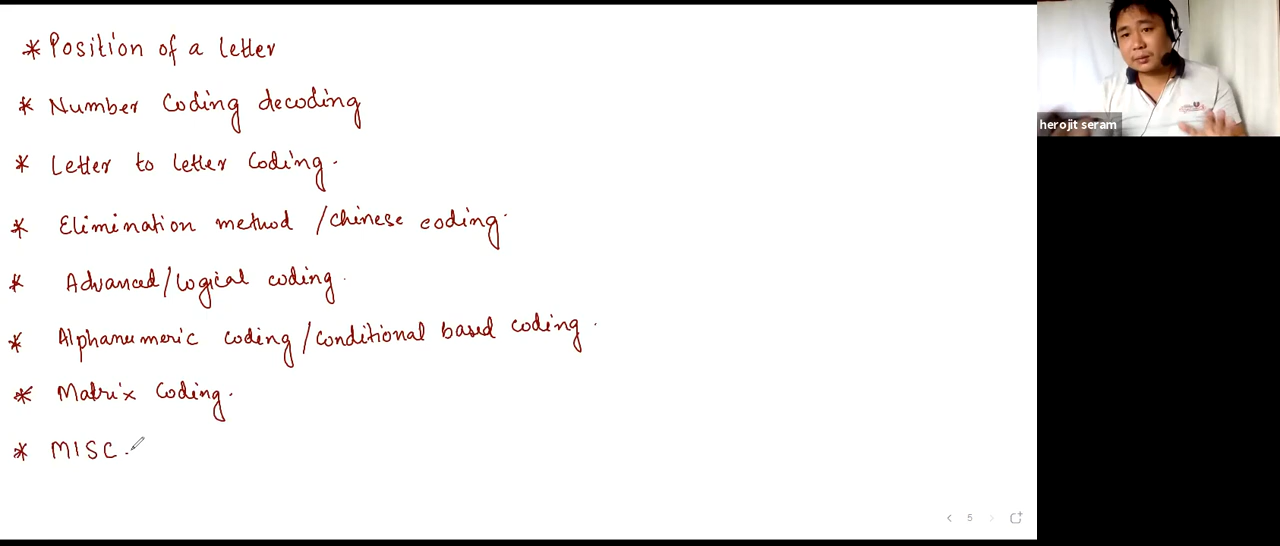 * Position of a letter
* Number Coding decoding
* Letter to letter Coding.
* Elimination method /chinese coding.
* Advanced/logical coding.
* Alphanumeric coding/conditional based coding.
* Matrix Coding.
* MISC.
herojit seram
5